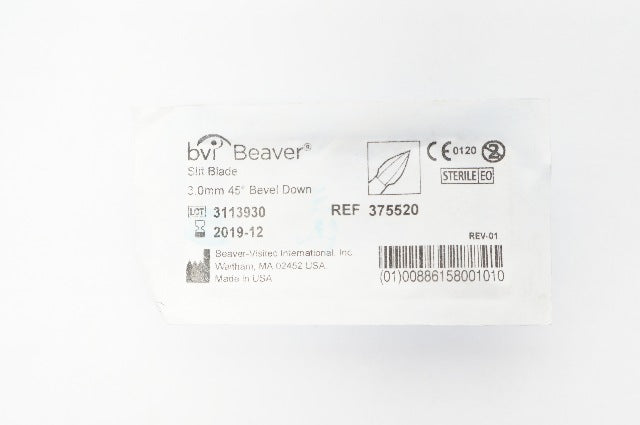 bvi Beaver®
Slit Blade
3.0mm 45° Bevel Down
LOT 3113930
2019-12
REF 375520
CE 0120
2
STERILE EO
REV-01
Beaver-Visitec International, Inc.
Waltham, MA 02452 USA
Made in USA
(01)00886158001010